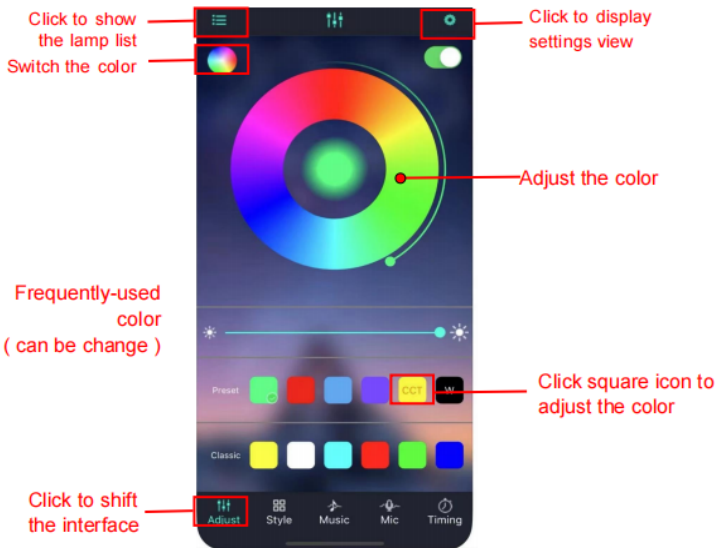 Click to show
the lamp list
Switch the color
Click to display
settings view
Adjust the color
Frequently-used
color
( can be change )
Preset
CCT
W
Click square icon to
adjust the color
Classic
Click to shift
the interface
Adjust
Style
Music
Mic
Timing